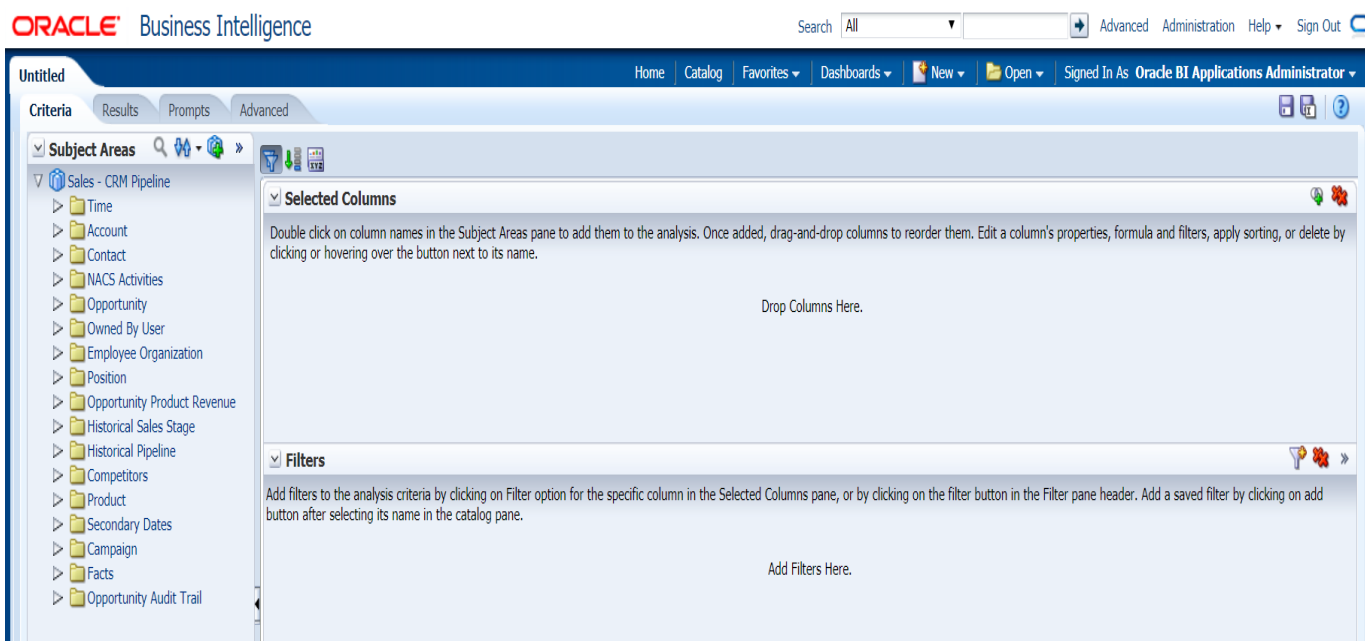 ORACLE Business Intelligence
Search All Advanced Administration Help Sign Out
Untitled
Home Catalog Favorites Dashboards New Open Signed In As Oracle BI Applications Administrator
Criteria Results Prompts Advanced
Subject Areas
Sales - CRM Pipeline
Time
Account
Contact
NACS Activities
Opportunity
Owned By User
Employee Organization
Position
Opportunity Product Revenue
Historical Sales Stage
Historical Pipeline
Competitors
Product
Secondary Dates
Campaign
Facts
Opportunity Audit Trail
XYZ
Selected Columns
Double click on column names in the Subject Areas pane to add them to the analysis. Once added, drag-and-drop columns to reorder them. Edit a column's properties, formula and filters, apply sorting, or delete by
clicking or hovering over the button next to its name.
Drop Columns Here.
Filters
Add filters to the analysis criteria by clicking on Filter option for the specific column in the Selected Columns pane, or by clicking on the filter button in the Filter pane header. Add a saved filter by clicking on add
button after selecting its name in the catalog pane.
Add Filters Here.